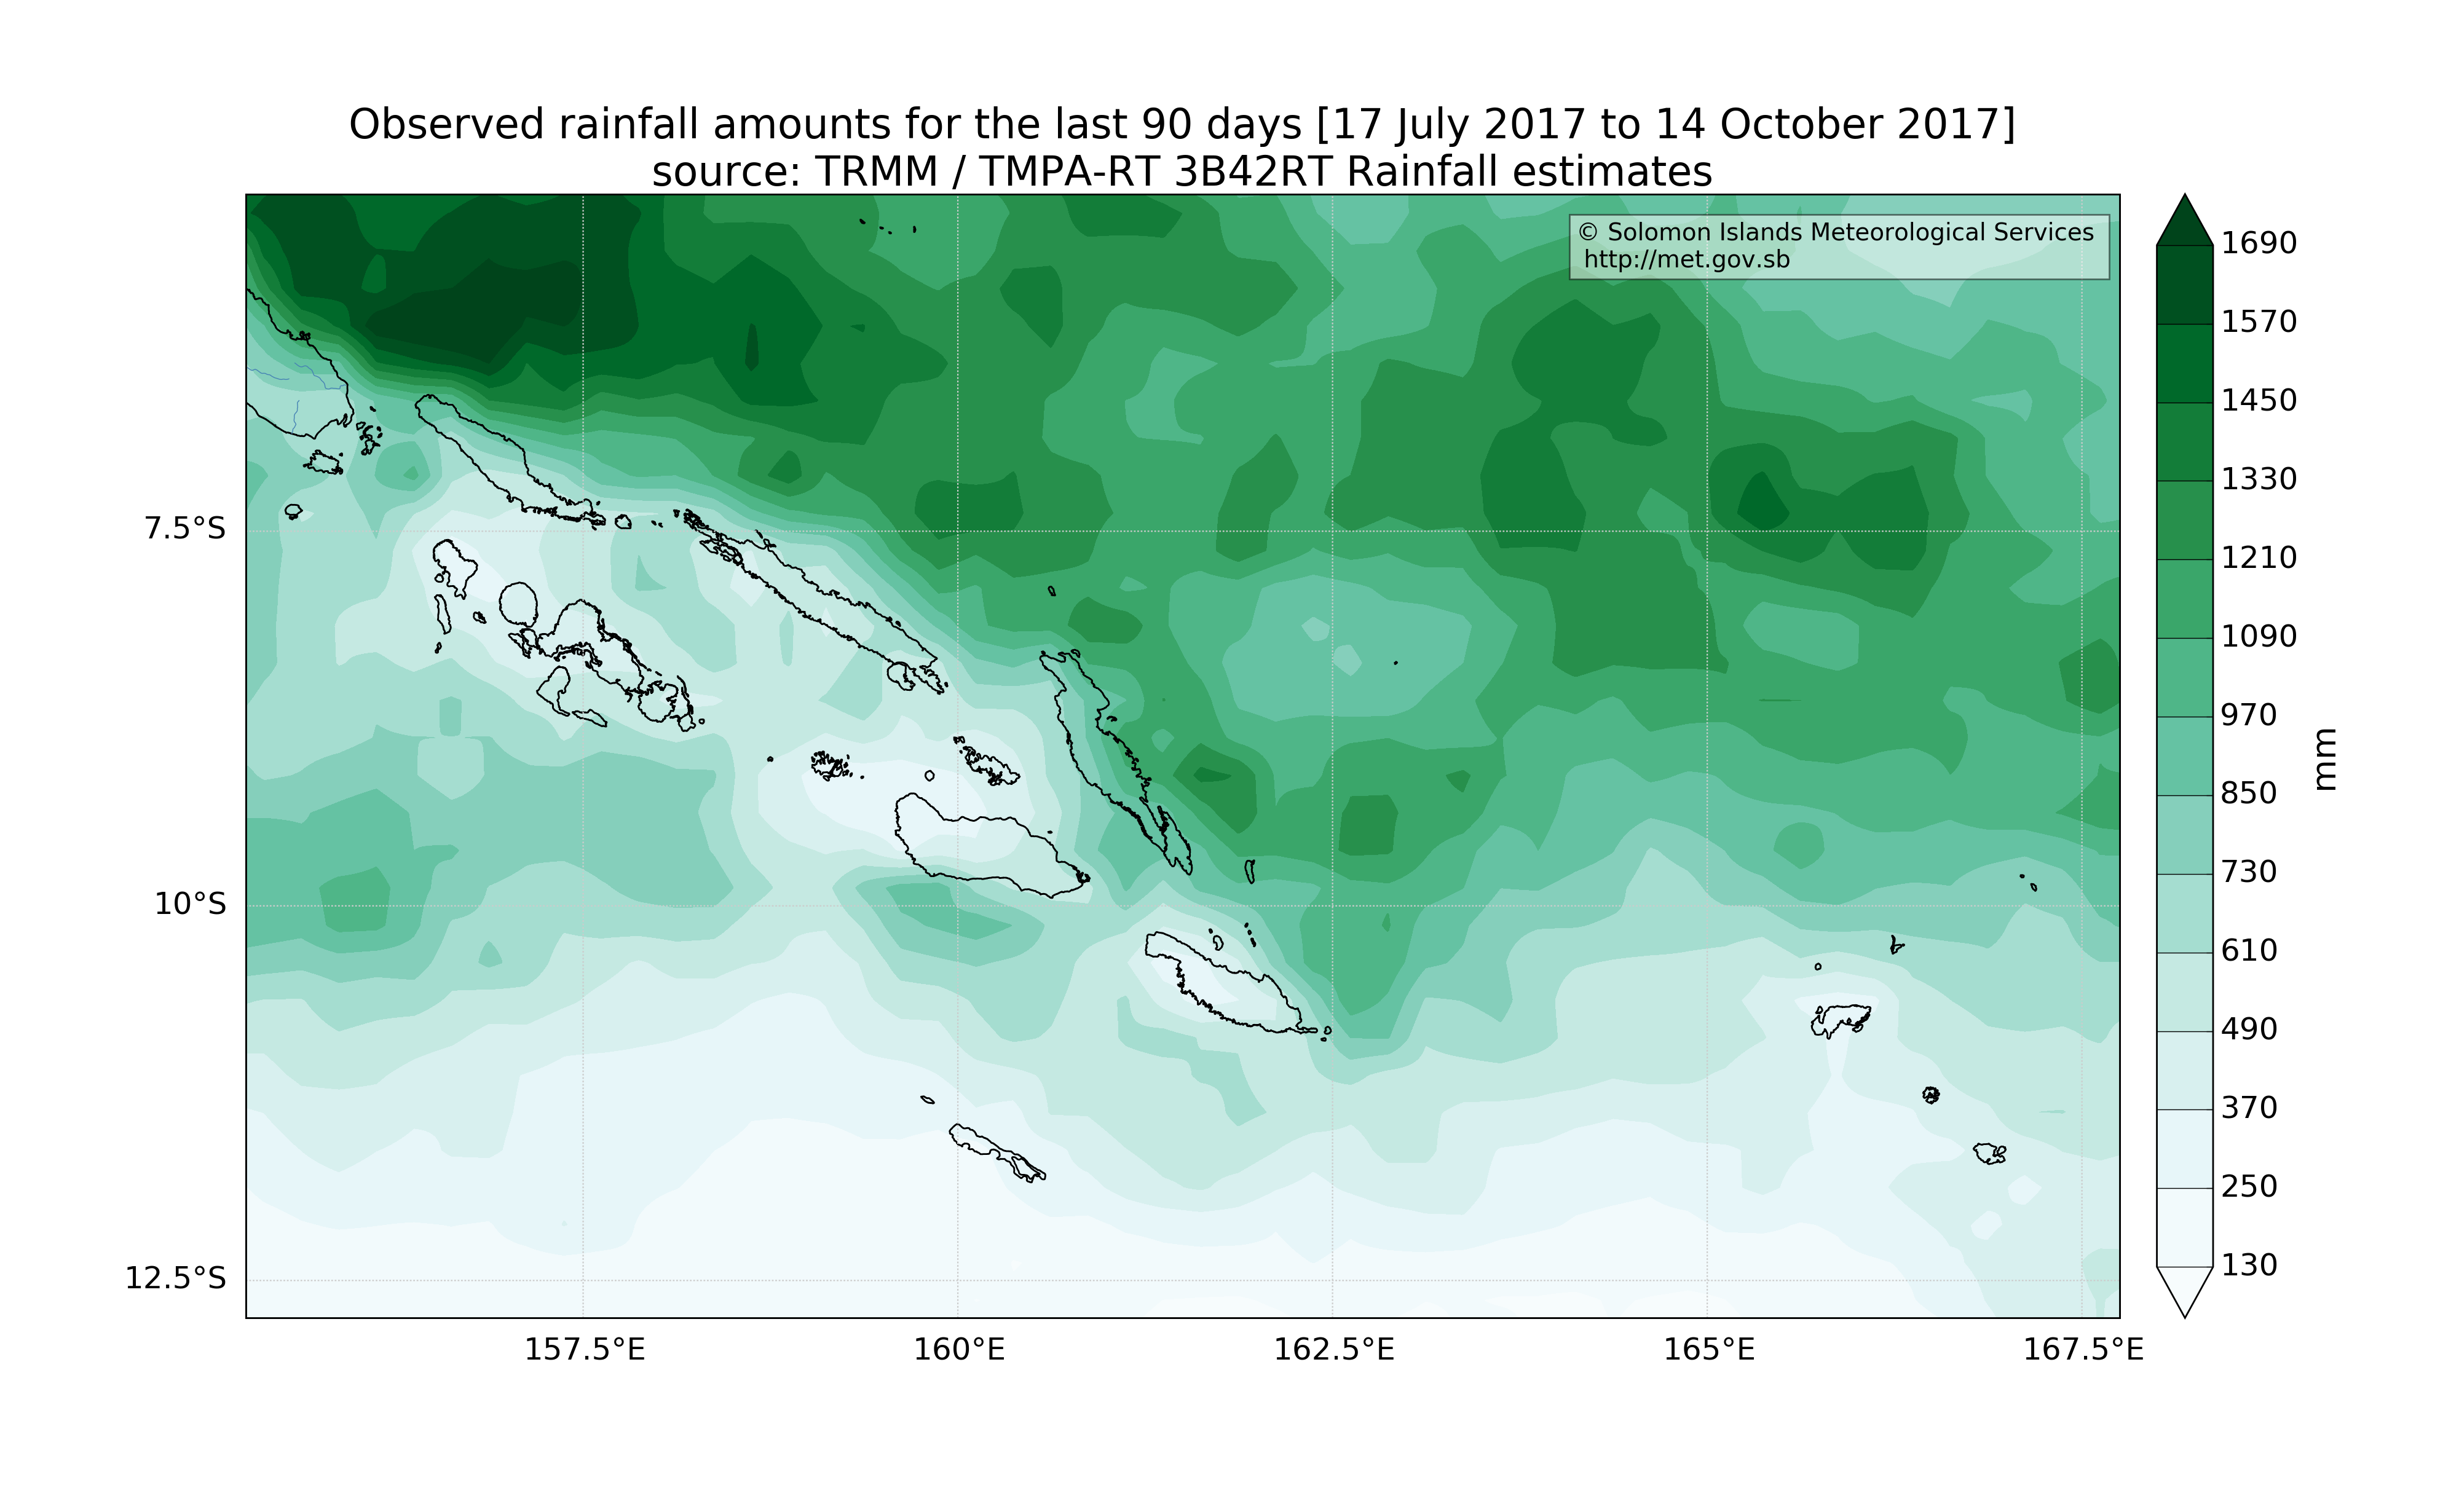 Observed rainfall amounts for the last 90 days [17 July 2017 to 14 October 2017]
source: TRMM / TMPA-RT 3B42RT Rainfall estimates
© Solomon Islands Meteorological Services
http://met.gov.sb
7.5°S
10°S
12.5°S
157.5°E
160°E
162.5°E
165°E
167.5°E
1690
1570
1450
1330
1210
1090
970
850
730
610
490
370
250
130
mm